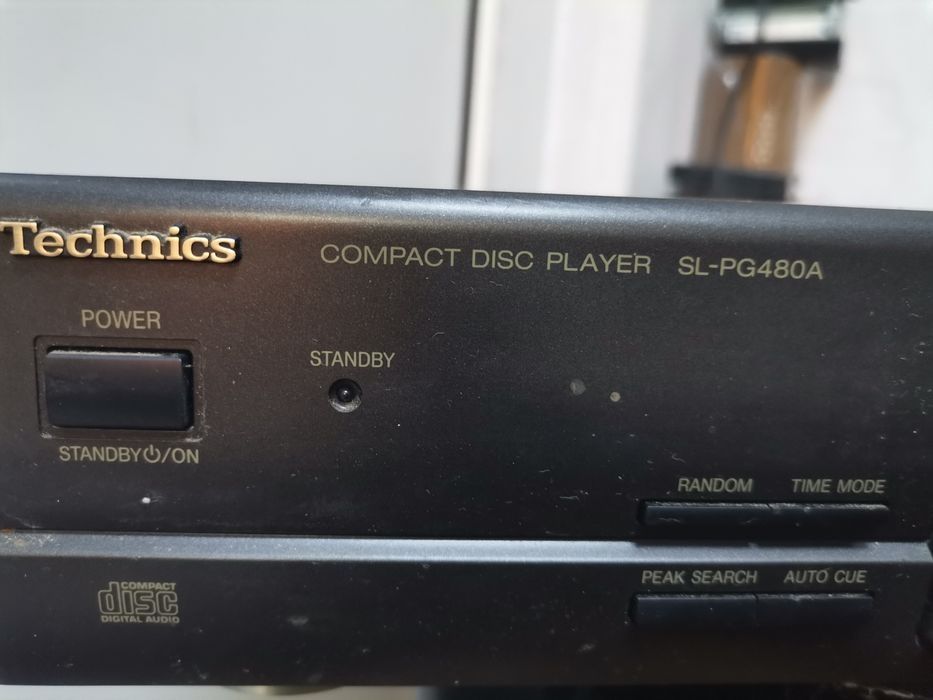 Technics
COMPACT DISC PLAYER SL-PG480A
POWER
STANDBY
STANDBY⏻/ON
RANDOM TIME MODE
PEAK SEARCH AUTO CUE
COMPACT
disc
DIGITAL AUDIO